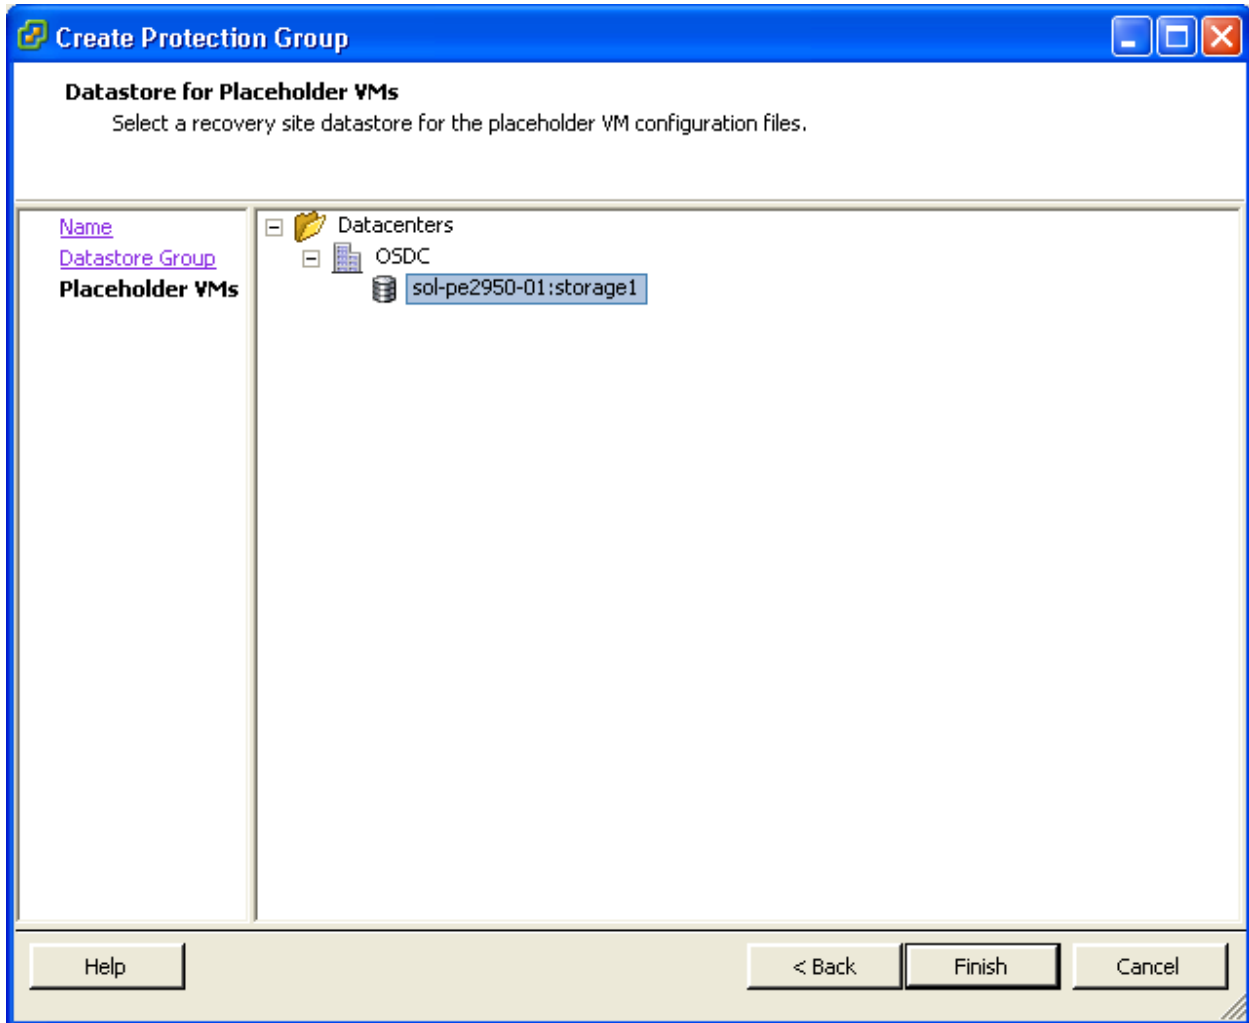 Create Protection Group
Datastore for Placeholder VMs
Select a recovery site datastore for the placeholder VM configuration files.
Name
Datastore Group
Placeholder VMs
Datacenters
OSDC
sol-pe2950-01:storage1
Help
< Back
Finish
Cancel